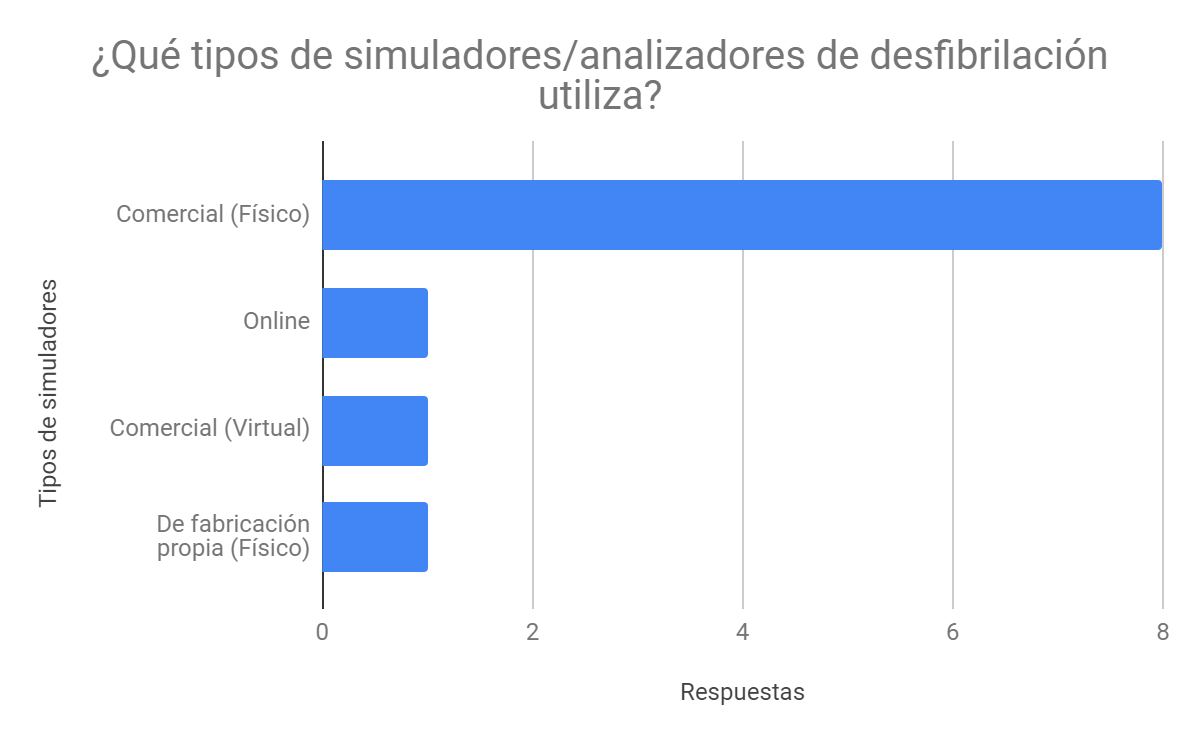 ¿Qué tipos de simuladores/analizadores de desfibrilación
utiliza?
Comercial (Físico)
Online
Comercial (Virtual)
De fabricación
propia (Físico)
Tipos de simuladores
0 2 4 6 8
Respuestas